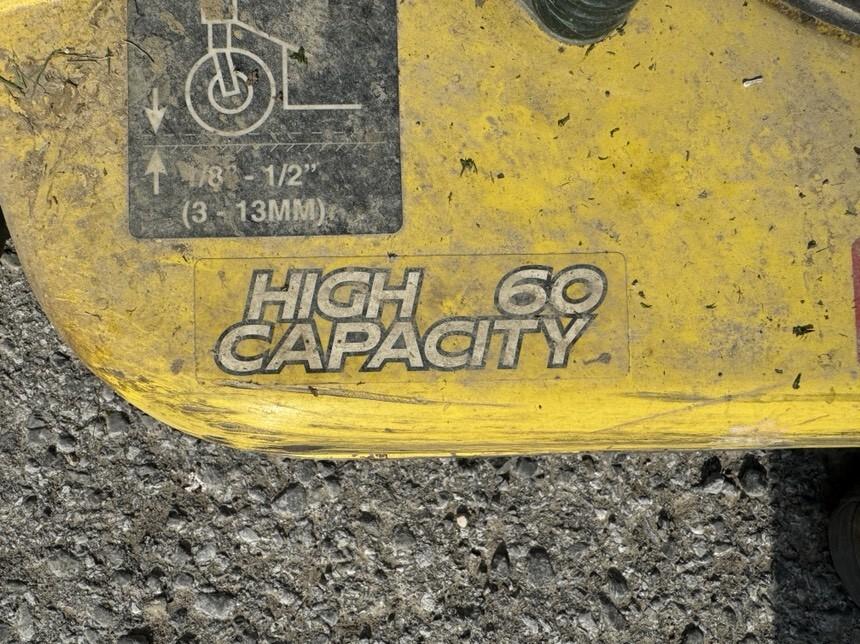 1/8" - 1/2"
(3 - 13MM)
HIGH 60
CAPACITY